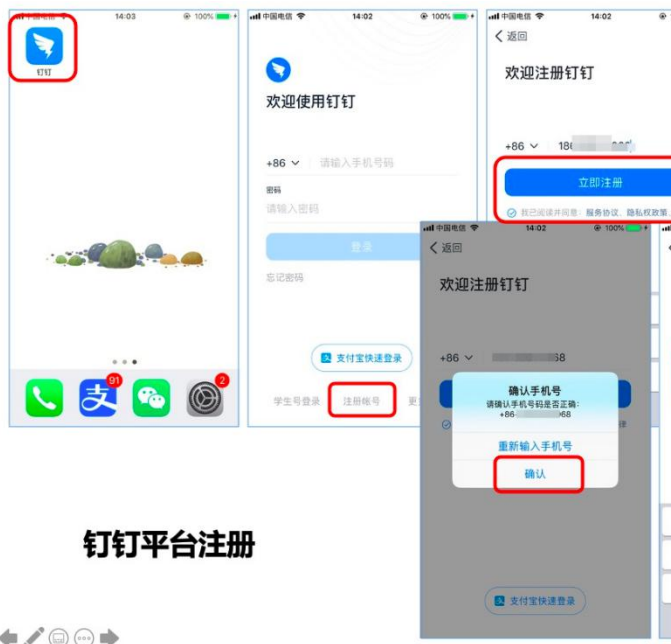 中国电信
14:03
100%
钉钉
91
2
中国电信
14:02
100%
欢迎使用钉钉
+86
请输入手机号码
密码
请输入密码
登录
忘记密码
支付宝快速登录
学生号登录
注册帐号
中国电信
14:02
返回
欢迎注册钉钉
+86
立即注册
我已阅读并同意：服务协议、隐私权政策
中国电信
14:02
100%
返回
欢迎注册钉钉
+86
68
确认手机号
请确认手机号码是否正确：
+86-
968
重新输入手机号
确认
支付宝快速登录
钉钉平台注册